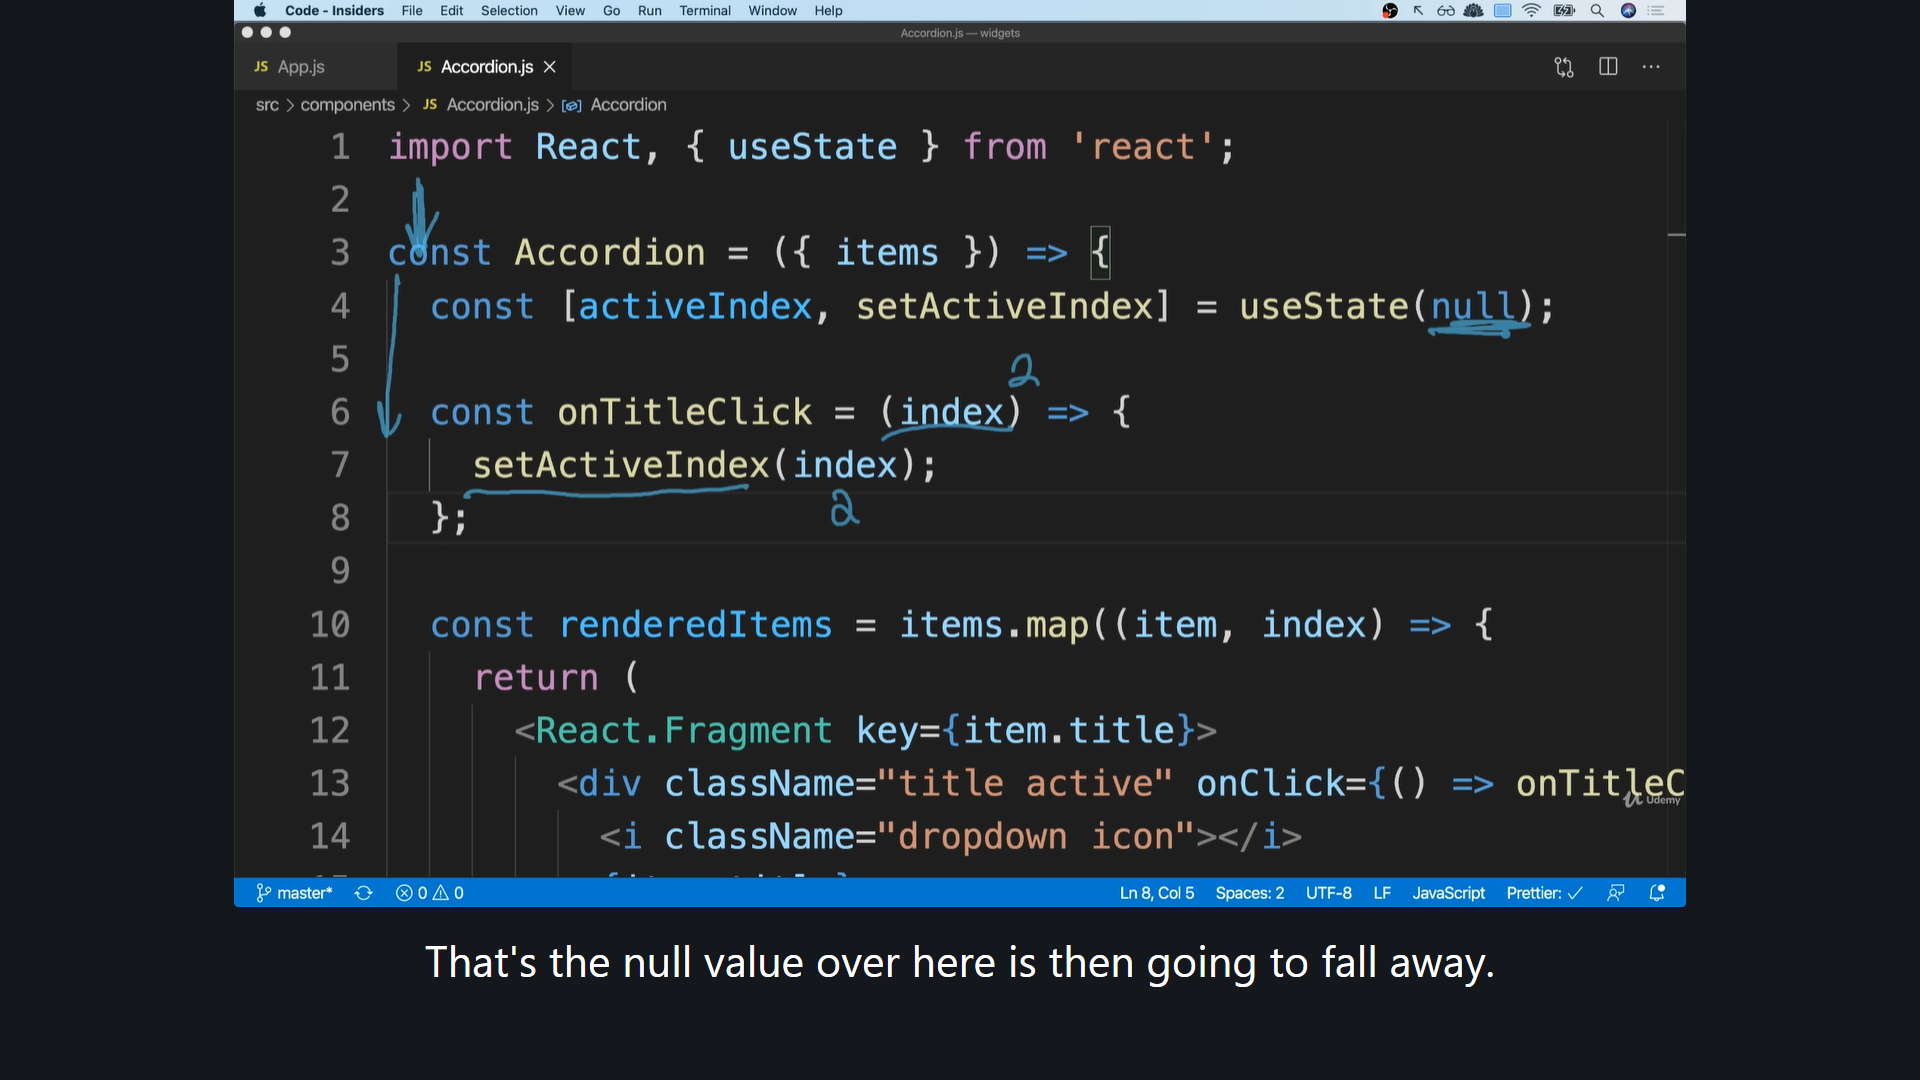 Code - Insiders File Edit Selection View Go Run Terminal Window Help
Accordion.js — widgets
JS App.js JS Accordion.js
src > components > JS Accordion.js > Accordion
1 import React, { useState } from 'react';
2
3 const Accordion = ({ items }) => {
4 const [activeIndex, setActiveIndex] = useState(null);
5
2
6 const onTitleClick = (index) => {
7 setActiveIndex(index);
2
8 };
9
10 const renderedItems = items.map((item, index) => {
11 return (
12 <React.Fragment key={item.title}>
13 <div className="title active" onClick={() => onTitleC
Udemy
14 <i className="dropdown icon"></i>
master* 0 0 Ln 8, Col 5 Spaces: 2 UTF-8 LF JavaScript Prettier: ✓
That's the null value over here is then going to fall away.